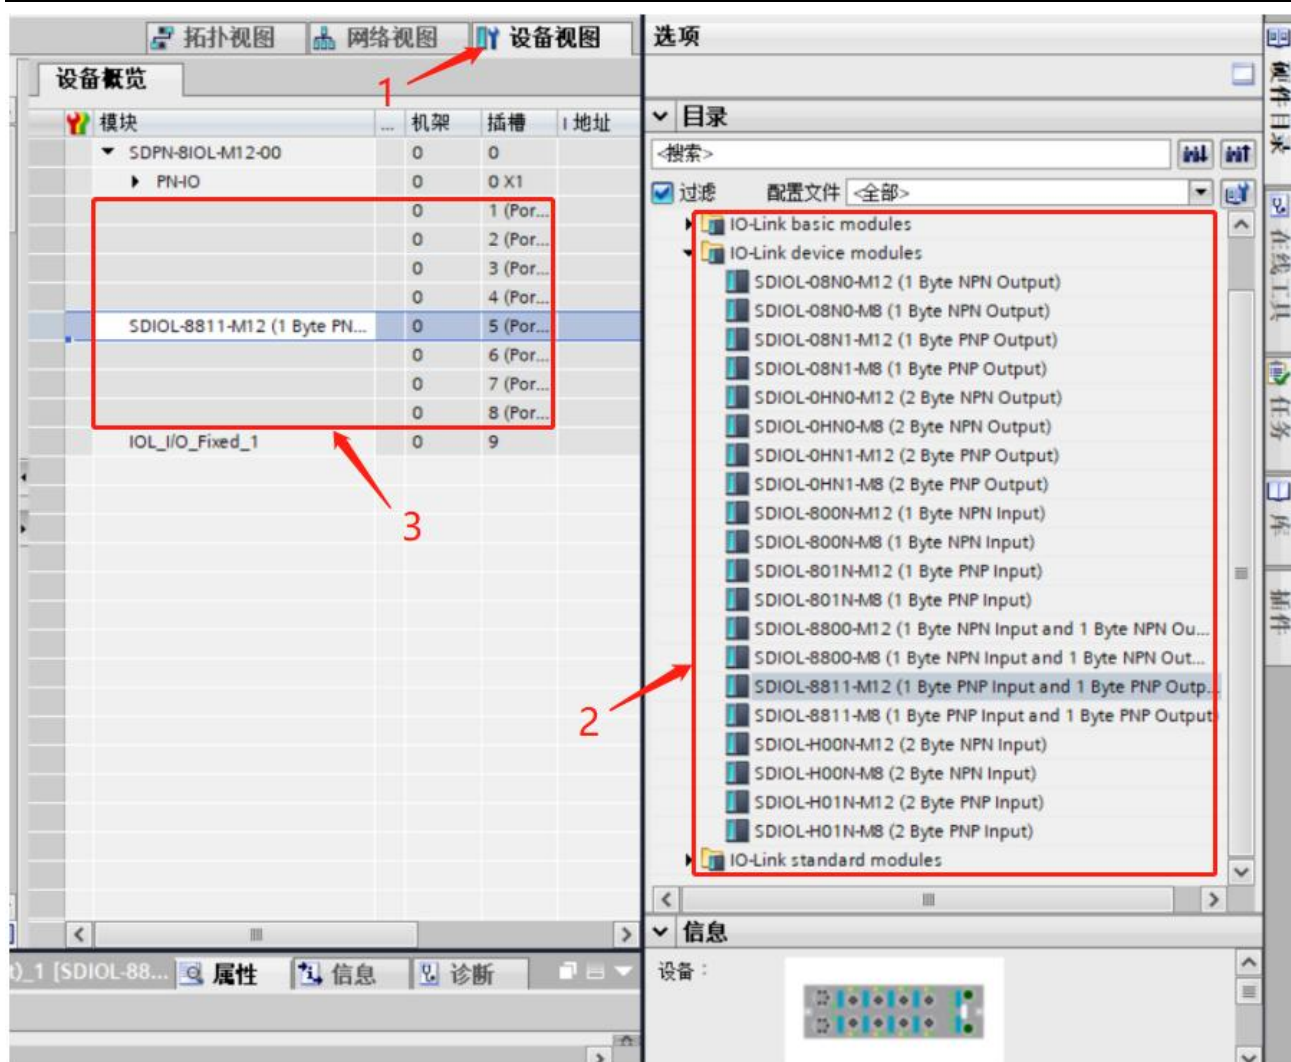 拓扑视图 网络视图 设备视图
设备概览
1
模块 ... 机架 插槽 I 地址
SDPN-8IOL-M12-00 0 0
PN-IO 0 0 X1
0 1 (Por...
0 2 (Por...
0 3 (Por...
0 4 (Por...
SDIOL-8811-M12 (1 Byte PN... 0 5 (Por...
0 6 (Por...
0 7 (Por...
0 8 (Por...
IOL_I/O_Fixed_1 0 9
3
t)_1 [SDIOL-88... 属性 信息 诊断
选项
目录
<搜索>
过滤 配置文件 <全部>
IO-Link basic modules
IO-Link device modules
SDIOL-08N0-M12 (1 Byte NPN Output)
SDIOL-08N0-M8 (1 Byte NPN Output)
SDIOL-08N1-M12 (1 Byte PNP Output)
SDIOL-08N1-M8 (1 Byte PNP Output)
SDIOL-0HN0-M12 (2 Byte NPN Output)
SDIOL-0HN0-M8 (2 Byte NPN Output)
SDIOL-0HN1-M12 (2 Byte PNP Output)
SDIOL-0HN1-M8 (2 Byte PNP Output)
SDIOL-800N-M12 (1 Byte NPN Input)
SDIOL-800N-M8 (1 Byte NPN Input)
SDIOL-801N-M12 (1 Byte PNP Input)
SDIOL-801N-M8 (1 Byte PNP Input)
SDIOL-8800-M12 (1 Byte NPN Input and 1 Byte NPN Ou...
SDIOL-8800-M8 (1 Byte NPN Input and 1 Byte NPN Out...
SDIOL-8811-M12 (1 Byte PNP Input and 1 Byte PNP Outp...
SDIOL-8811-M8 (1 Byte PNP Input and 1 Byte PNP Output)
2
SDIOL-H00N-M12 (2 Byte NPN Input)
SDIOL-H00N-M8 (2 Byte NPN Input)
SDIOL-H01N-M12 (2 Byte PNP Input)
SDIOL-H01N-M8 (2 Byte PNP Input)
IO-Link standard modules
信息
设备：
硬件目录
在线工具
任务
库
插件